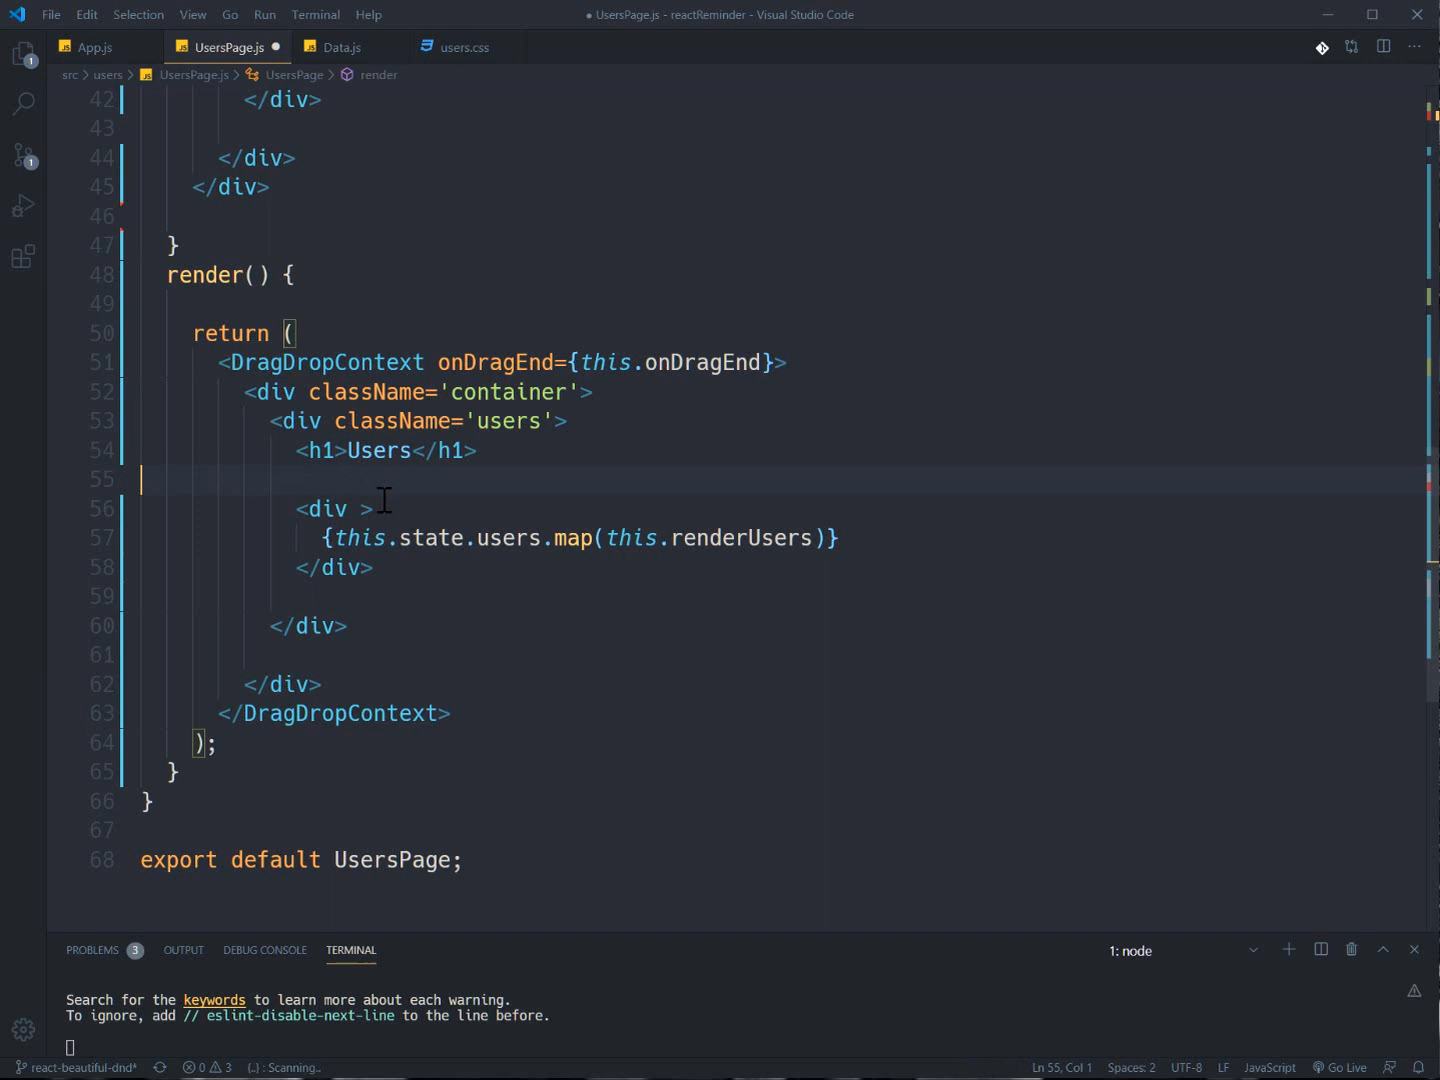 File Edit Selection View Go Run Terminal Help
● UsersPage.js - reactReminder - Visual Studio Code
JS App.js JS UsersPage.js JS Data.js users.css
src > users > JS UsersPage.js > UsersPage > render
42 </div>
43
44 </div>
45 </div>
46
47 }
48 render() {
49
50 return (
51 <DragDropContext onDragEnd={this.onDragEnd}>
52 <div className='container'>
53 <div className='users'>
54 <h1>Users</h1>
55
56 <div >
57 {this.state.users.map(this.renderUsers)}
58 </div>
59
60 </div>
61
62 </div>
63 </DragDropContext>
64 );
65 }
66 }
67
68 export default UsersPage;
PROBLEMS 3 OUTPUT DEBUG CONSOLE TERMINAL 1: node
Search for the keywords to learn more about each warning.
To ignore, add // eslint-disable-next-line to the line before.
react-beautiful-dnd* 0 3 {..} : Scanning.. Ln 55, Col 1 Spaces: 2 UTF-8 LF JavaScript Go Live
1
1